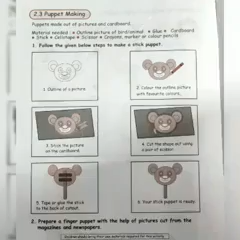 2.3 Puppet Making
Puppets made out of pictures and cardboard.
Material needed : ★ Outline picture of bird/animal ★ Glue ★ Cardboard
★ Stick ★ Cellotape ★ Scissor ★ Crayons, marker or colour pencils
1. Follow the given below steps to make a stick puppet.
1. Outline of a picture
2. Colour the outline picture
with favourite colours.
3. Stick the picture
on the cardboard.
4. Cut the shape out using
a pair of scissors
5. Tape or glue the stick
to the back of cutout.
6. Your stick puppet is ready.
2. Prepare a finger puppet with the help of pictures cut from the
magazines and newspapers.